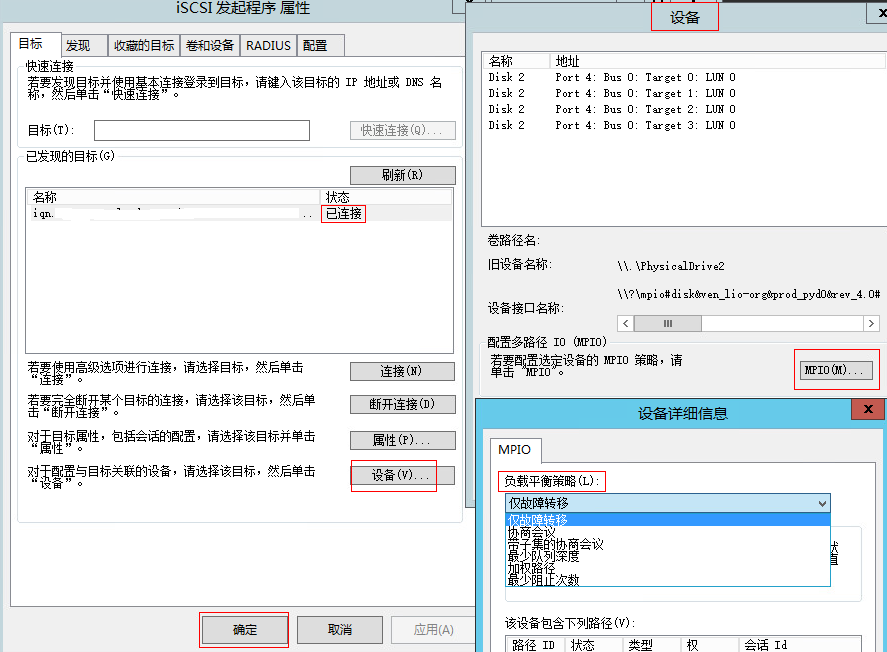 iSCSI 发起程序 属性
目标
发现
收藏的目标
卷和设备
RADIUS
配置
快速连接
若要发现目标并使用基本连接登录到目标，请键入该目标的 IP 地址或 DNS 名
称，然后单击“快速连接”。
目标(T):
快速连接(Q)...
已发现的目标(G)
刷新(R)
名称
状态
iqn.
..
已连接
若要使用高级选项进行连接，请选择目标，然后单击
“连接”。
连接(N)
若要完全断开某个目标的连接，请选择该目标，然后单
击“断开连接”。
断开连接(D)
对于目标属性，包括会话的配置，请选择该目标并单击
“属性”。
属性(P)...
对于配置与目标关联的设备，请选择该目标，然后单击
“设备”。
设备(V)...
确定
取消
应用(A)
设备
x
名称 地址
Disk 2 Port 4: Bus 0: Target 0: LUN 0
Disk 2 Port 4: Bus 0: Target 1: LUN 0
Disk 2 Port 4: Bus 0: Target 2: LUN 0
Disk 2 Port 4: Bus 0: Target 3: LUN 0
卷路径名:
旧设备名称:
\\.\PhysicalDrive2
\\?\mpio#disk&ven_lio-org&prod_pyd0&rev_4.0#
设备接口名称:
配置多路径 IO (MPIO)
若要配置选定设备的 MPIO 策略，请
单击“MPIO”。
MPIO(M)...
设备详细信息
x
MPIO
负载平衡策略(L):
仅故障转移
仅故障转移
协商会议
带子集的协商会议
最少队列深度
加权路径
最少阻止次数
状
值
该设备包含下列路径(V):
路径 ID 状态 类型 权 会话 Id